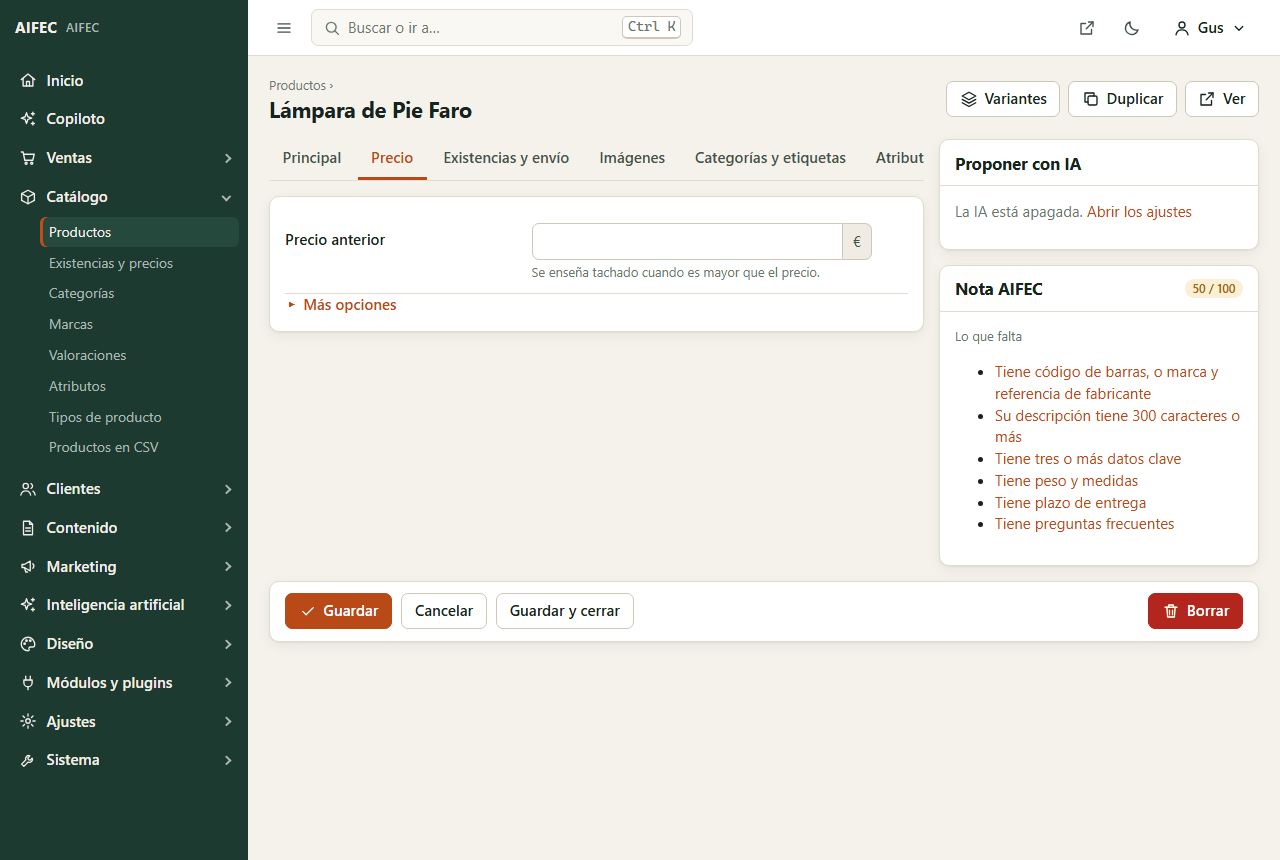 AIFEC AIFEC
Buscar o ir a...
Ctrl K
Gus
Inicio
Copiloto
Ventas
Catálogo
Productos
Existencias y precios
Categorías
Marcas
Valoraciones
Atributos
Tipos de producto
Productos en CSV
Clientes
Contenido
Marketing
Inteligencia artificial
Diseño
Módulos y plugins
Ajustes
Sistema
Productos ›
Lámpara de Pie Faro
Variantes
Duplicar
Ver
Principal
Precio
Existencias y envío
Imágenes
Categorías y etiquetas
Atribut
Precio anterior
€
Se enseña tachado cuando es mayor que el precio.
▸ Más opciones
Proponer con IA
La IA está apagada. Abrir los ajustes
Nota AIFEC
50 / 100
Lo que falta
• Tiene código de barras, o marca y
referencia de fabricante
• Su descripción tiene 300 caracteres o
más
• Tiene tres o más datos clave
• Tiene peso y medidas
• Tiene plazo de entrega
• Tiene preguntas frecuentes
Guardar
Cancelar
Guardar y cerrar
Borrar